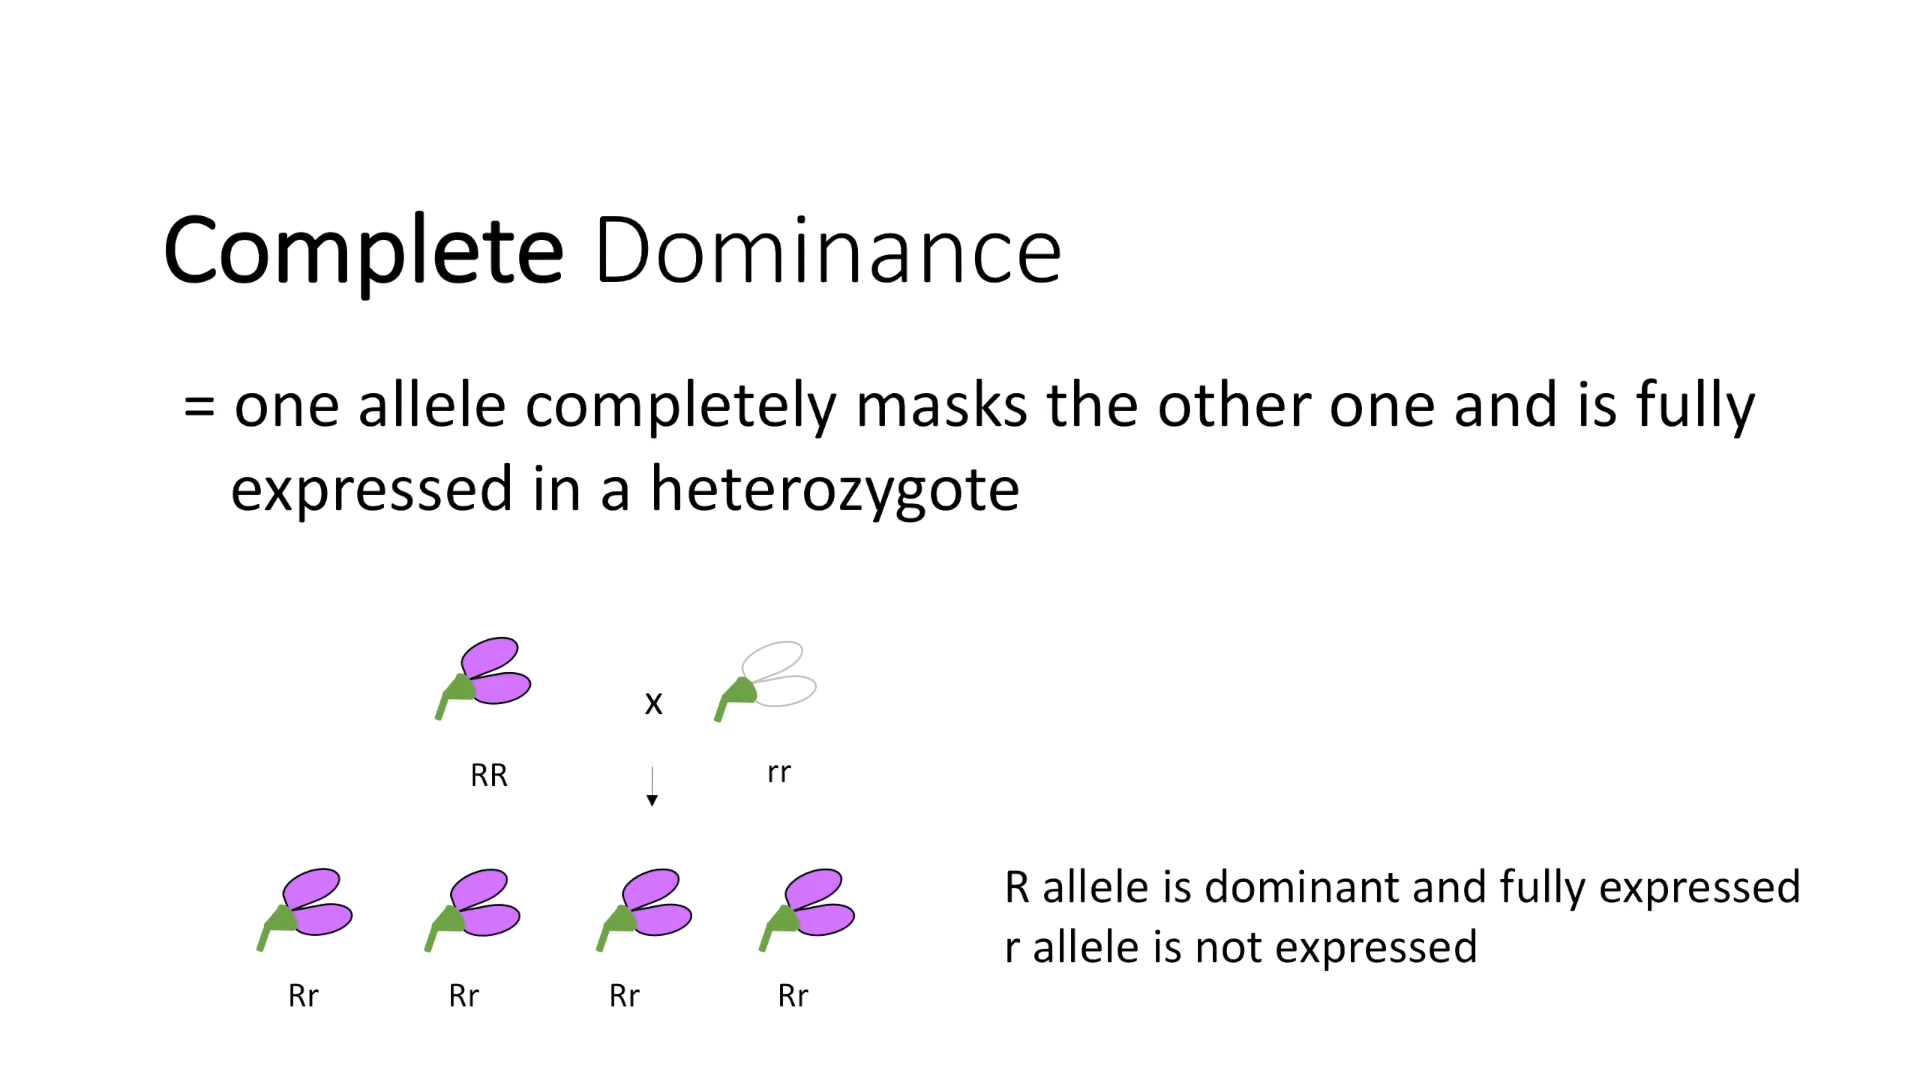 Complete Dominance
= one allele completely masks the other one and is fully
expressed in a heterozygote
x
RR
rr
Rr Rr Rr Rr
R allele is dominant and fully expressed
r allele is not expressed